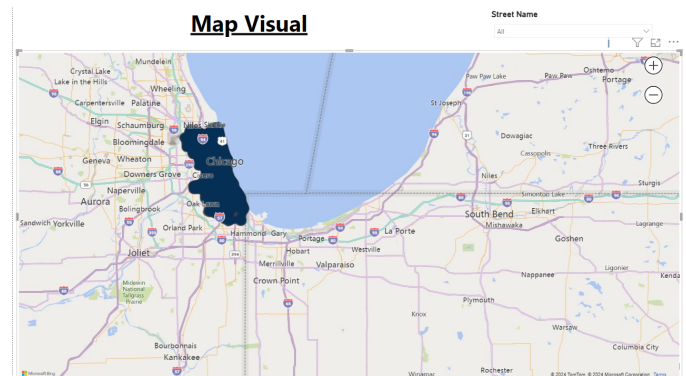 Map Visual
Street Name
All
Mundelein
Crystal Lake
Lake in the Hills
Wheeling
Carpentersville Palatine
Elgin
Schaumburg
Niles Skokie
Bloomingdale
Geneva Wheaton
Chicago
Downers Grove
Cicero
Naperville
Aurora
Bolingbrook
Oak Lawn
Sandwich Yorkville
Orland Park
Hammond Gary
Joliet
Portage
Hobart
La Porte
Merrillville
Valparaiso
Westville
Crown Point
Midewin
National
Tallgrass
Prairie
Bourbonnais
Kankakee
Paw Paw Lake
Paw Paw
Oshtemo
Portage
St Joseph
Dowagiac
Cassopolis
Three Rivers
Niles
Sturgis
Simonton Lake
South Bend
Elkhart
Mishawaka
Lagrange
Goshen
Nappanee
Ligonier
Kenda
Plymouth
Knox
Warsaw
Columbia City
Rochester
Winamac
Microsoft Bing
© 2024 TomTom, © 2024 Microsoft Corporation Terms